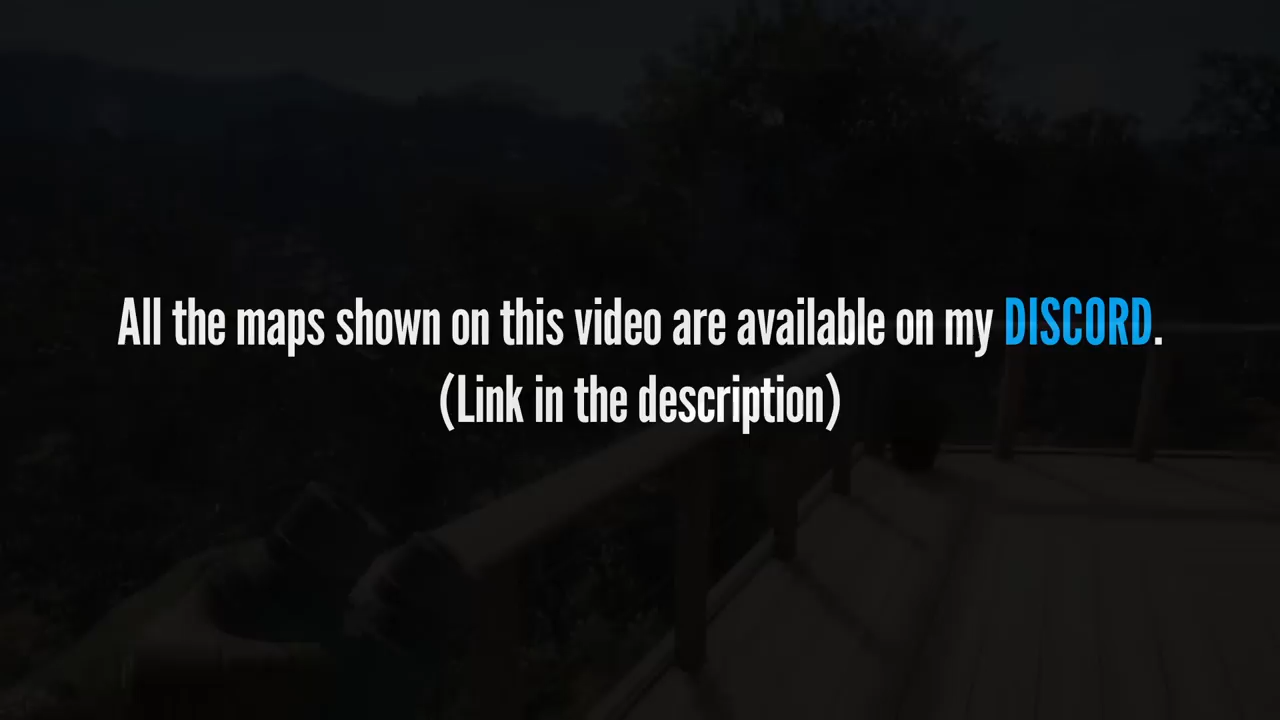 All the maps shown on this video are available on my DISCORD.
(Link in the description)